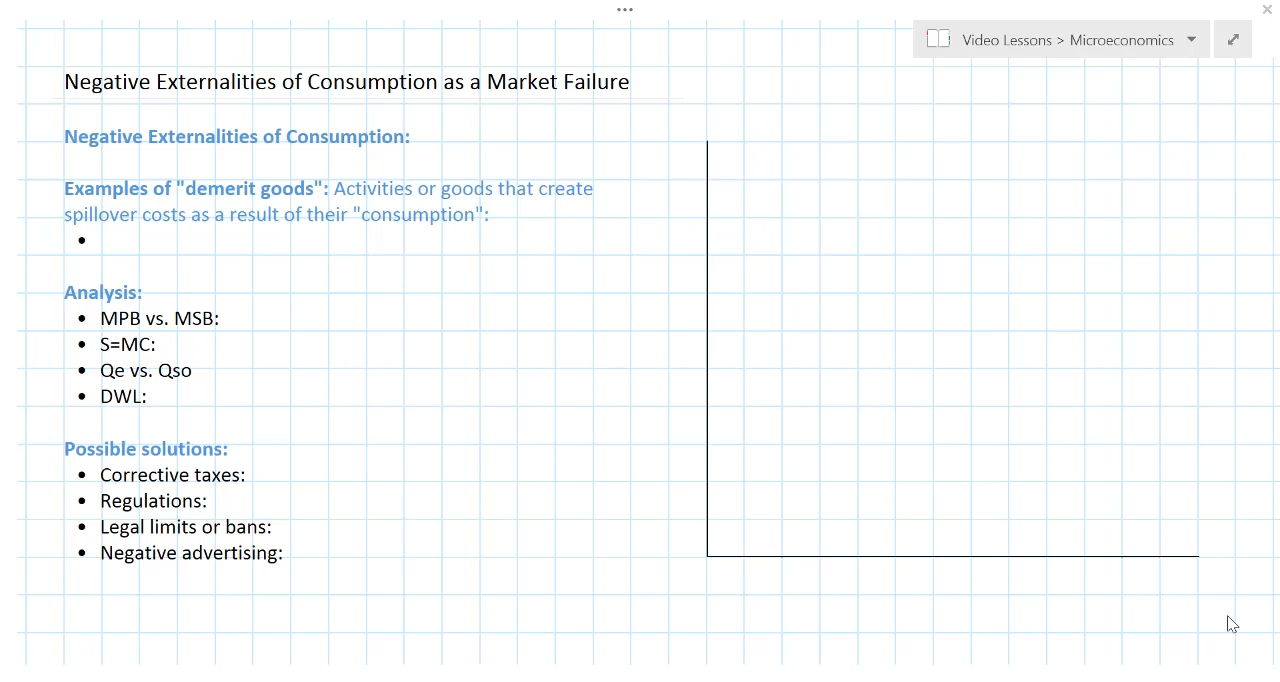 Video Lessons > Microeconomics
Negative Externalities of Consumption as a Market Failure
Negative Externalities of Consumption:
Examples of "demerit goods": Activities or goods that create
spillover costs as a result of their "consumption":
•
Analysis:
• MPB vs. MSB:
• S=MC:
• Qe vs. Qso
• DWL:
Possible solutions:
• Corrective taxes:
• Regulations:
• Legal limits or bans:
• Negative advertising: